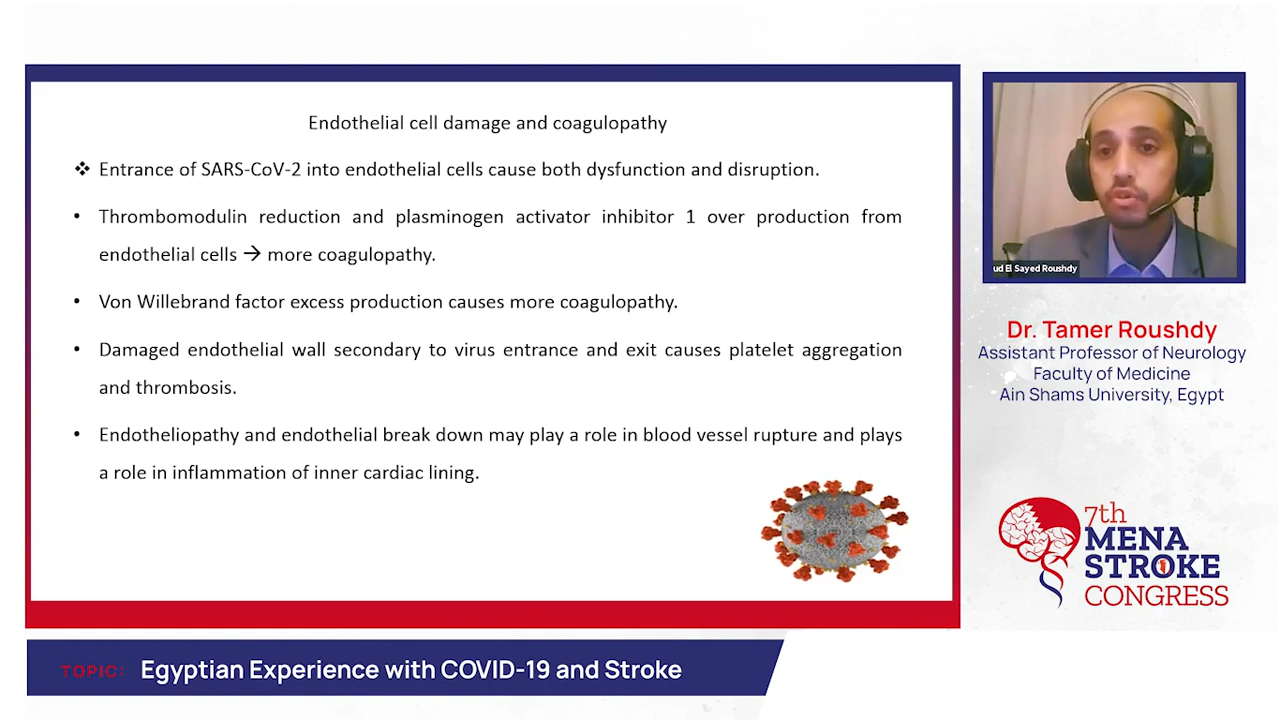 Endothelial cell damage and coagulopathy
❖ Entrance of SARS-CoV-2 into endothelial cells cause both dysfunction and disruption.
• Thrombomodulin reduction and plasminogen activator inhibitor 1 over production from
endothelial cells → more coagulopathy.
• Von Willebrand factor excess production causes more coagulopathy.
• Damaged endothelial wall secondary to virus entrance and exit causes platelet aggregation
and thrombosis.
• Endotheliopathy and endothelial break down may play a role in blood vessel rupture and plays
a role in inflammation of inner cardiac lining.
ud El Sayed Roushdy
Dr. Tamer Roushdy
Assistant Professor of Neurology
Faculty of Medicine
Ain Shams University, Egypt
7th
MENA
STROKE
CONGRESS
TOPIC: Egyptian Experience with COVID-19 and Stroke